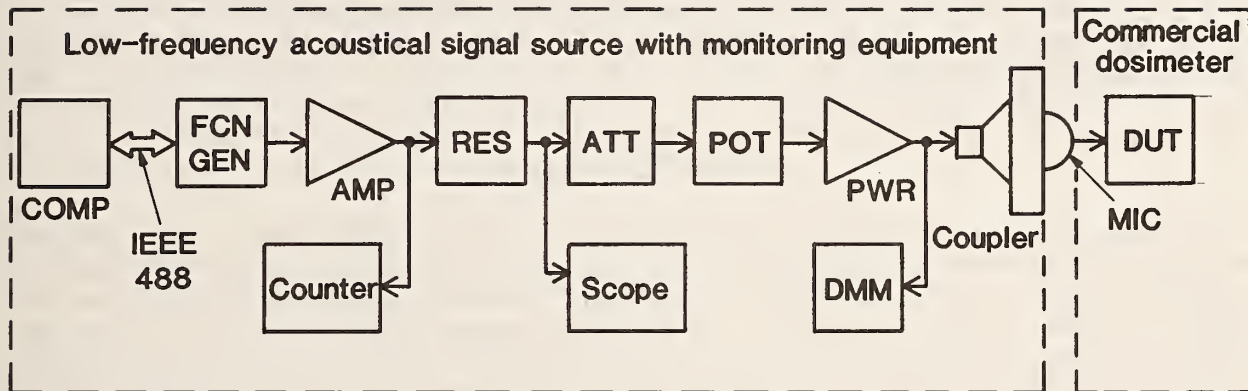 Low-frequency acoustical signal source with monitoring equipment
Commercial
dosimeter
COMP
IEEE
488
FCN
GEN
AMP
RES
ATT
POT
PWR
Coupler
MIC
DUT
Counter
Scope
DMM